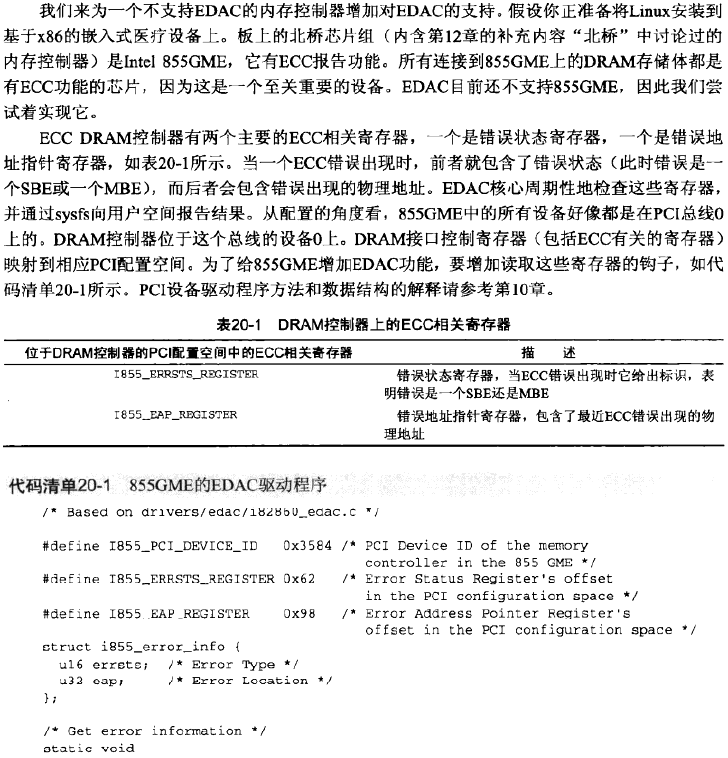 我们来为一个不支持EDAC的内存控制器增加对EDAC的支持。假设你正准备将Linux安装到
基于x86的嵌入式医疗设备上。板上的北桥芯片组（内含第12章的补充内容“北桥”中讨论过的
内存控制器）是Intel 855GME，它有ECC报告功能。所有连接到855GME上的DRAM存储体都是
有ECC功能的芯片，因为这是一个至关重要的设备。EDAC目前还不支持855GME，因此我们尝
试着实现它。
ECC DRAM控制器有两个主要的ECC相关寄存器，一个是错误状态寄存器，一个是错误地
址指针寄存器，如表20-1所示。当一个ECC错误出现时，前者就包含了错误状态（此时错误是一
个SBE或一个MBE），而后者会包含错误出现的物理地址。EDAC核心周期性地检查这些寄存器，
并通过sysfs向用户空间报告结果。从配置的角度看，855GME中的所有设备好像都是在PCI总线0
上的。DRAM控制器位于这个总线的设备0上。DRAM接口控制寄存器（包括ECC有关的寄存器）
映射到相应PCI配置空间。为了给855GME增加EDAC功能，要增加读取这些寄存器的钩子，如代
码清单20-1所示。PCI设备驱动程序方法和数据结构的解释请参考第10章。
表20-1 DRAM控制器上的ECC相关寄存器
位于DRAM控制器的PCI配置空间中的ECC相关寄存器 描 述
I855_ERRSTS_REGISTER 错误状态寄存器，当ECC错误出现时它给出标识，表
明错误是一个SBE还是MBE
I855_EAP_REGISTER 错误地址指针寄存器，包含了最近ECC错误出现的物
理地址
代码清单20-1 855GME的EDAC驱动程序
/* Based on drivers/edac/i82860_edac.c */
#define I855_PCI_DEVICE_ID 0x3584 /* PCI Device ID of the memory
controller in the 855 GME */
#define I855_ERRSTS_REGISTER 0x62 /* Error Status Register's offset
in the PCI configuration space */
#define I855_EAP_REGISTER 0x98 /* Error Address Pointer Register's
offset in the PCI configuration space */
struct i855_error_info {
u16 errsts; /* Error Type */
u32 eap; /* Error Location */
};
/* Get error information */
static void